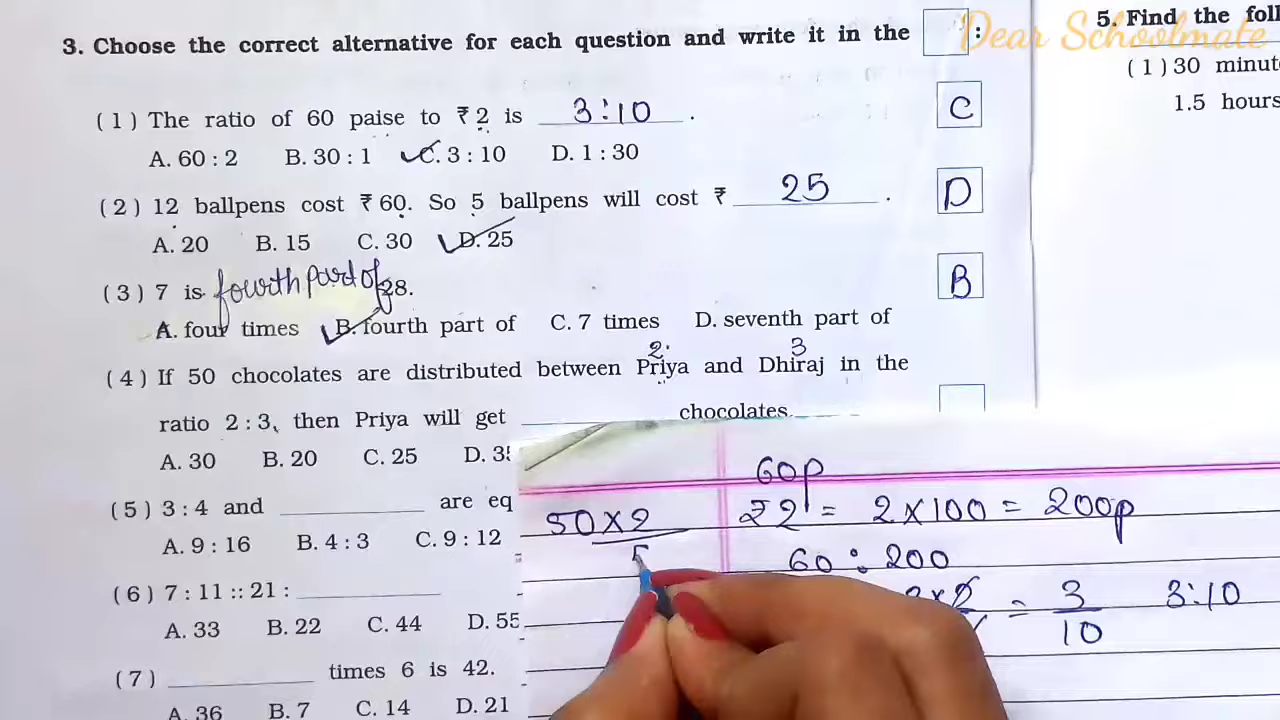 3. Choose the correct alternative for each question and write it in the :
Dear Schoolmate
(1) The ratio of 60 paise to ₹ 2 is 3:10 .
C
A. 60 : 2 B. 30 : 1 C. 3 : 10 D. 1 : 30
(2) 12 ballpens cost ₹ 60. So 5 ballpens will cost ₹ 25 .
D
A. 20 B. 15 C. 30 D. 25
(3) 7 is fourth part of 28.
B
A. four times B. fourth part of C. 7 times D. seventh part of
2 3
(4) If 50 chocolates are distributed between Priya and Dhiraj in the
ratio 2 : 3, then Priya will get ________ chocolates.
A. 30 B. 20 C. 25 D.
(5) 3 : 4 and ________ are
A. 9 : 16 B. 4 : 3 C. 9 : 12
(6) 7 : 11 :: 21 : ________
A. 33 B. 22 C. 44 D. 55
(7) ________ times 6 is 42.
A. 36 B. 7 C. 14 D. 21
5. Find the
(1) 30
1.5 hours
50×2
5
60p
₹2 = 2×100 = 200p
60 : 200
= 3/10 3:10